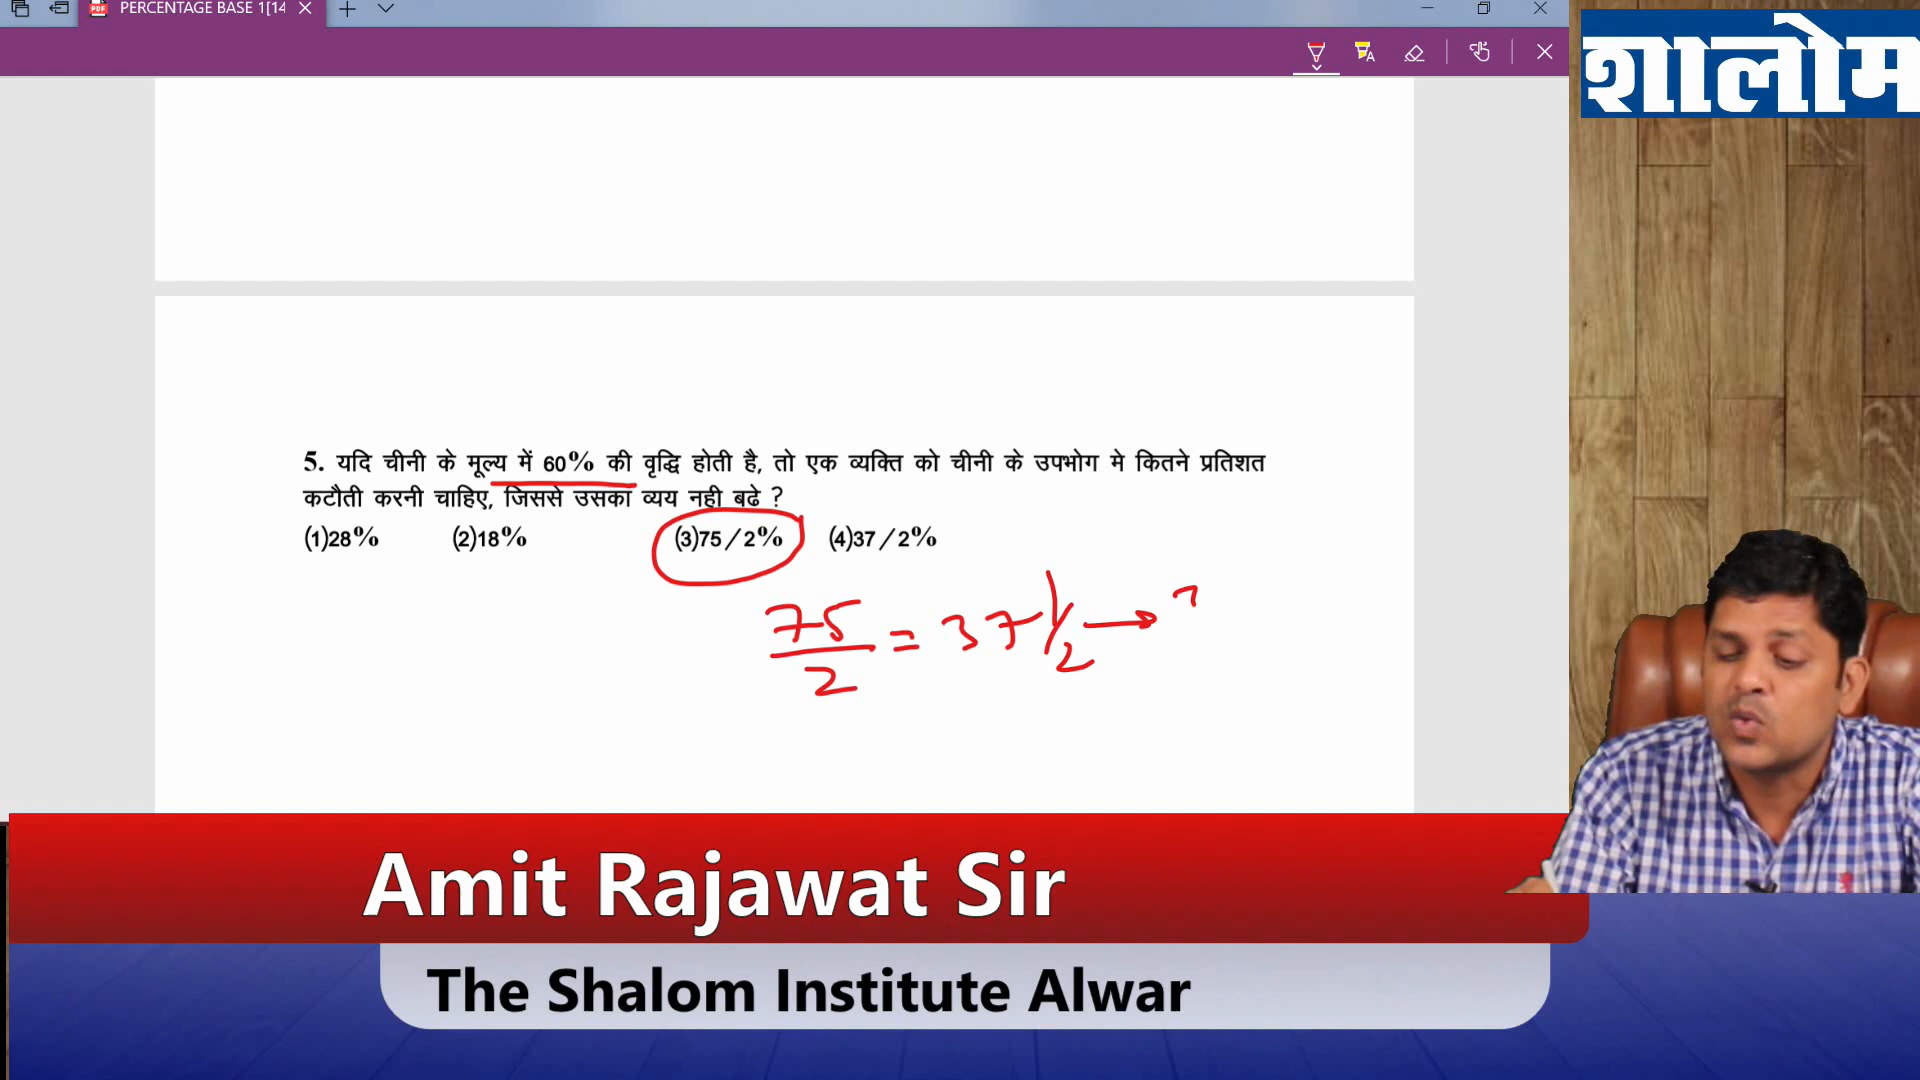 PERCENTAGE BASE 1[14
शालोम
5. यदि चीनी के मूल्य में 60% की वृद्धि होती है, तो एक व्यक्ति को चीनी के उपभोग मे कितने प्रतिशत
कटौती करनी चाहिए, जिससे उसका व्यय नही बढे ?
(1)28% (2)18% (3)75/2% (4)37/2%
75/2 = 37 1/2 →
Amit Rajawat Sir
The Shalom Institute Alwar